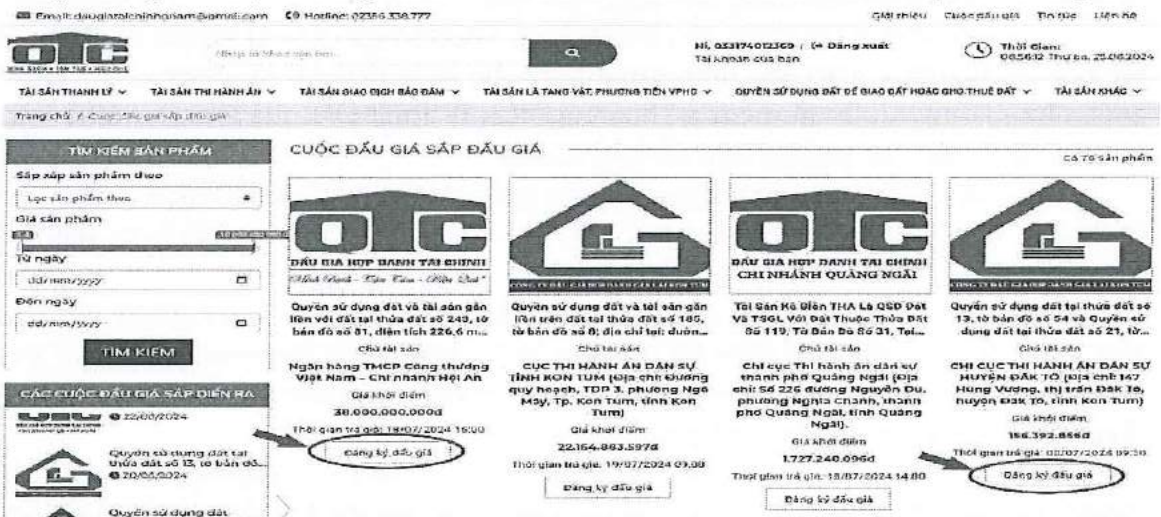 Email: daugiataichinhqnam@gmail.com Hotline: 02356.338.777
Giới thiệu Cuộc đấu giá Tin tức Liên hệ
OTC
Hi, 033174012369 / Đăng xuất
Tài khoản của bạn
Thời Gian:
08:56:12 Thứ ba, 25.06.2024
TÀI SẢN THANH LÝ TÀI SẢN THI HÀNH ÁN TÀI SẢN GIAO DỊCH BẢO ĐẢM TÀI SẢN LÀ TANG VẬT, PHƯƠNG TIỆN VPHC QUYỀN SỬ DỤNG ĐẤT ĐỂ GIAO ĐẤT HOẶC CHO THUÊ ĐẤT TÀI SẢN KHÁC
Trang chủ / Cuộc đấu giá sắp đấu giá
TÌM KIẾM SẢN PHẨM
Sắp xếp sản phẩm theo
Lọc sản phẩm theo
Giá sản phẩm
Từ ngày
dd/mm/yyyy
Đến ngày
dd/mm/yyyy
TÌM KIẾM
CÁC CUỘC ĐẤU GIÁ SẮP DIỄN RA
22/06/2024
Quyền sử dụng đất tại
thửa đất số 13, tờ bản đồ...
20/06/2024
Quyền sử dụng đất
CUỘC ĐẤU GIÁ SẮP ĐẤU GIÁ
Có 70 sản phẩm
OTC
ĐẤU GIÁ HỢP DANH TÀI CHÍNH
Quyền sử dụng đất và tài sản gắn
liền với đất tại thửa đất số 240, tờ
bản đồ số 81, diện tích 226,6 m...
Chủ tài sản
Ngân hàng TMCP Công thương
Việt Nam – Chi nhánh Hội An
Giá khởi điểm
38.000.000.000đ
Thời gian trả giá: 18/07/2024 16:00
Đăng ký đấu giá
Quyền sử dụng đất và tài sản gắn
liền trên đất tại thửa đất số 185,
tờ bản đồ số 8; địa chỉ tại: đườn...
Chủ tài sản
CỤC THI HÀNH ÁN DÂN SỰ
TỈNH KON TUM (Địa chỉ: Đường
quy hoạch, TDP 3, phường Ngô
Mây, Tp. Kon Tum, tỉnh Kon
Tum)
Giá khởi điểm
22.164.863.597đ
Thời gian trả giá: 19/07/2024 09:00
Đăng ký đấu giá
OTC
ĐẤU GIÁ HỢP DANH TÀI CHÍNH
CHI NHÁNH QUẢNG NGÃI
Tài Sản Kê Biên THA Là QSD Đất
Và TSGL Với Đất Thuộc Thửa Đất
Số 119, Tờ Bản Đồ Số 31, Tại...
Chủ tài sản
Chi cục Thi hành án dân sự
thành phố Quảng Ngãi (Địa
chỉ: Số 226 đường Nguyễn Du,
phường Nghĩa Chánh, thành
phố Quảng Ngãi, tỉnh Quảng
Ngãi).
Giá khởi điểm
1.727.240.096đ
Thời gian trả giá: 18/07/2024 14:00
Đăng ký đấu giá
Quyền sử dụng đất tại thửa đất số
13, tờ bản đồ số 54 và Quyền sử
dụng đất tại thửa đất số 21, tờ...
Chủ tài sản
CHI CỤC THI HÀNH ÁN DÂN SỰ
HUYỆN ĐĂK TÔ (Địa chỉ: 147
Hùng Vương, thị trấn Đăk Tô,
huyện Đăk Tô, tỉnh Kon Tum)
Giá khởi điểm
186.392.856đ
Đăng ký đấu giá